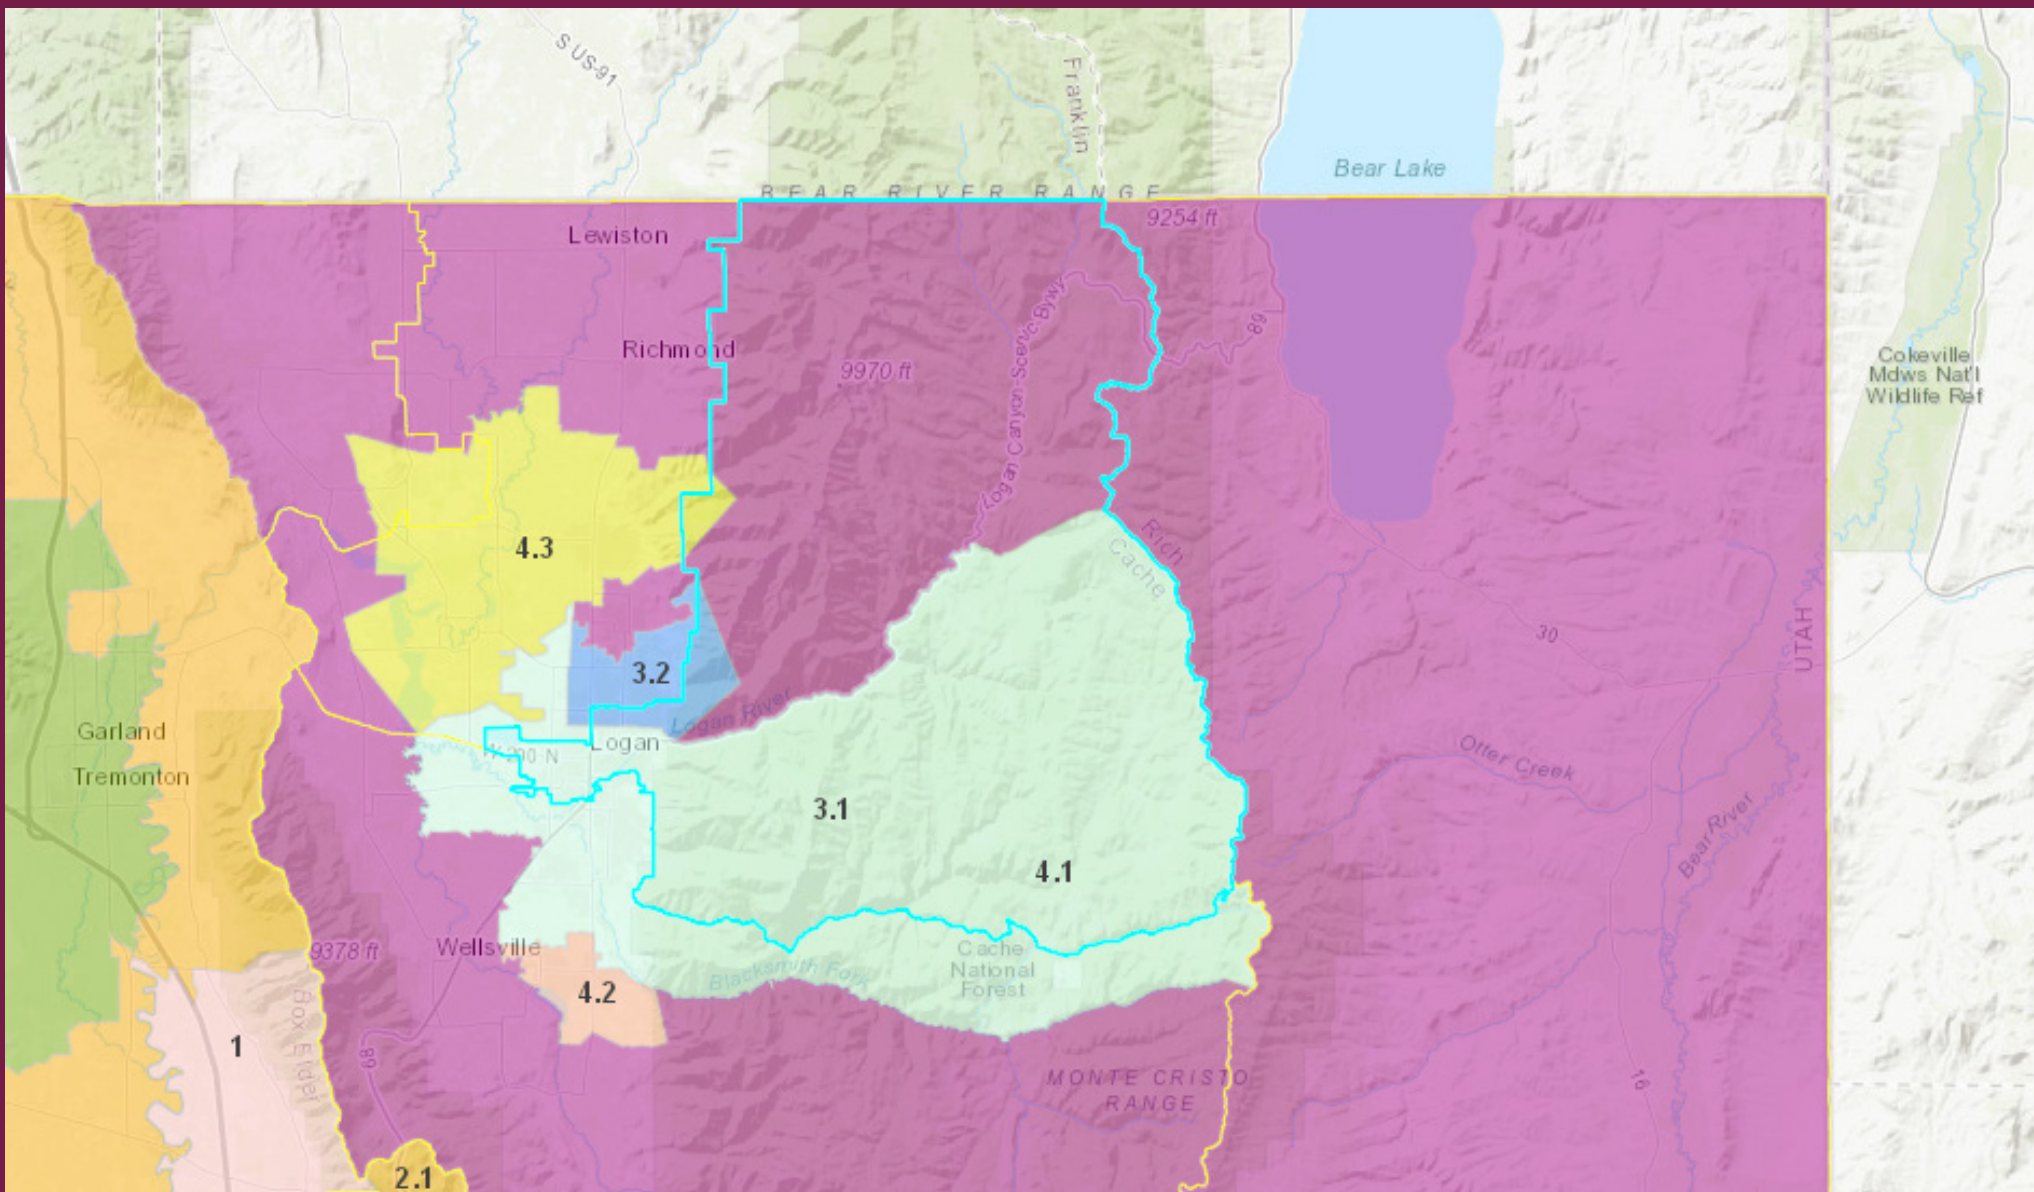 S US-91
Franklin
Bear Lake
BEAR RIVER RANGE
9254 ft
Lewiston
Richmond
9970 ft
Logan Canyon Scenic Bywy
89
Cokeville
Mdws Nat'l
Wildlife Ref
4.3
Rich
Cache
30
UTAH
3.2
Logan River
Garland
Logan
W 200 N
Tremonton
Otter Creek
3.1
Bear River
4.1
9378 ft
Wellsville
Cache
National
Forest
Blacksmith Fork
4.2
Box Elder
1
89
MONTE CRISTO
RANGE
16
2.1